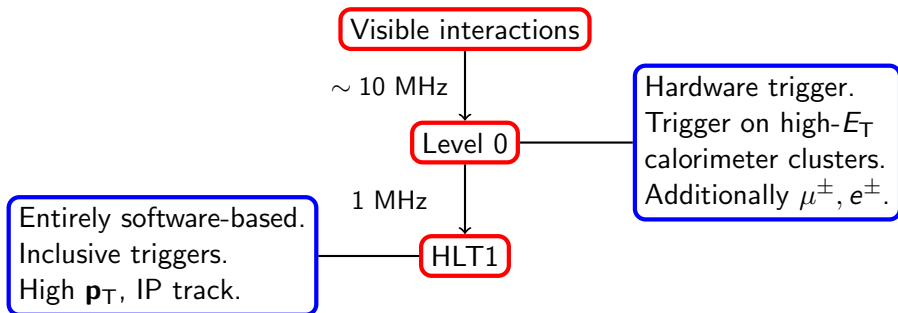 Visible interactions
∼ 10 MHz
Hardware trigger.
Trigger on high-E_T
calorimeter clusters.
Additionally μ±, e±.
Level 0
1 MHz
Entirely software-based.
Inclusive triggers.
High p_T, IP track.
HLT1